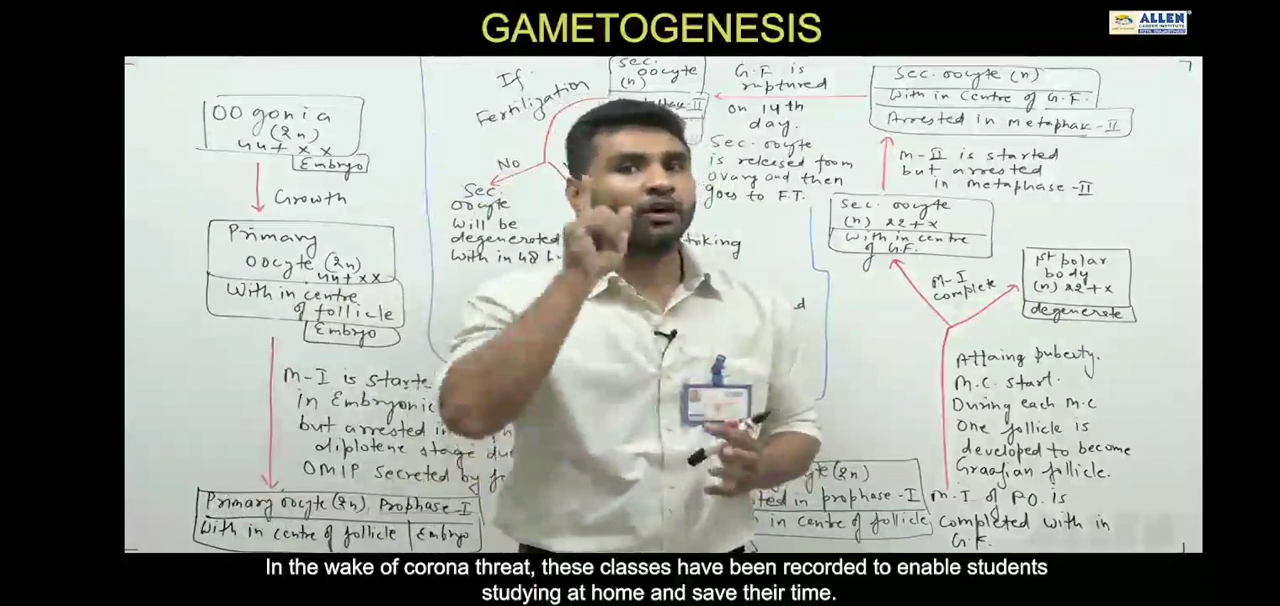 GAMETOGENESIS
ALLEN
CAREER INSTITUTE
KOTA (RAJASTHAN)
OOgonia
(2n)
44+xx
Embryo
Growth
Primary
Oocyte (2n)
44+xx
With in centre
of follicle
Embryo
M-I is starte
in Embryonic
but arrested in
diplotene stage du
OMIP secreted by
Primary Oocyte (2n), Prophase-I
With in centre of follicle
Embryo
If
Fertilization
No
Sec.
oocyte
will be
degenerated
with in 48 h
Sec.
oocyte
(n)
G.F is
ruptured
on 14th
day.
Sec. oocyte
is released from
ovary and then
goes to F.T.
Sec. oocyte (n)
With in Centre of G.F.
Arrested in metaphase-II
M-II is started
but arrested
in metaphase-II
Sec. oocyte
(n) 22+x
With in centre
of G.F.
M-I
complete
1st polar
body
(n) 22+x
degenerate
Attaing puberty.
M.C. start.
During each M.C
One follicle is
developed to become
Graafian follicle.
M-I of P.O. is
completed with in
G.F.
(2n)
in prophase-I
in centre of follicle
In the wake of corona threat, these classes have been recorded to enable students
studying at home and save their time.